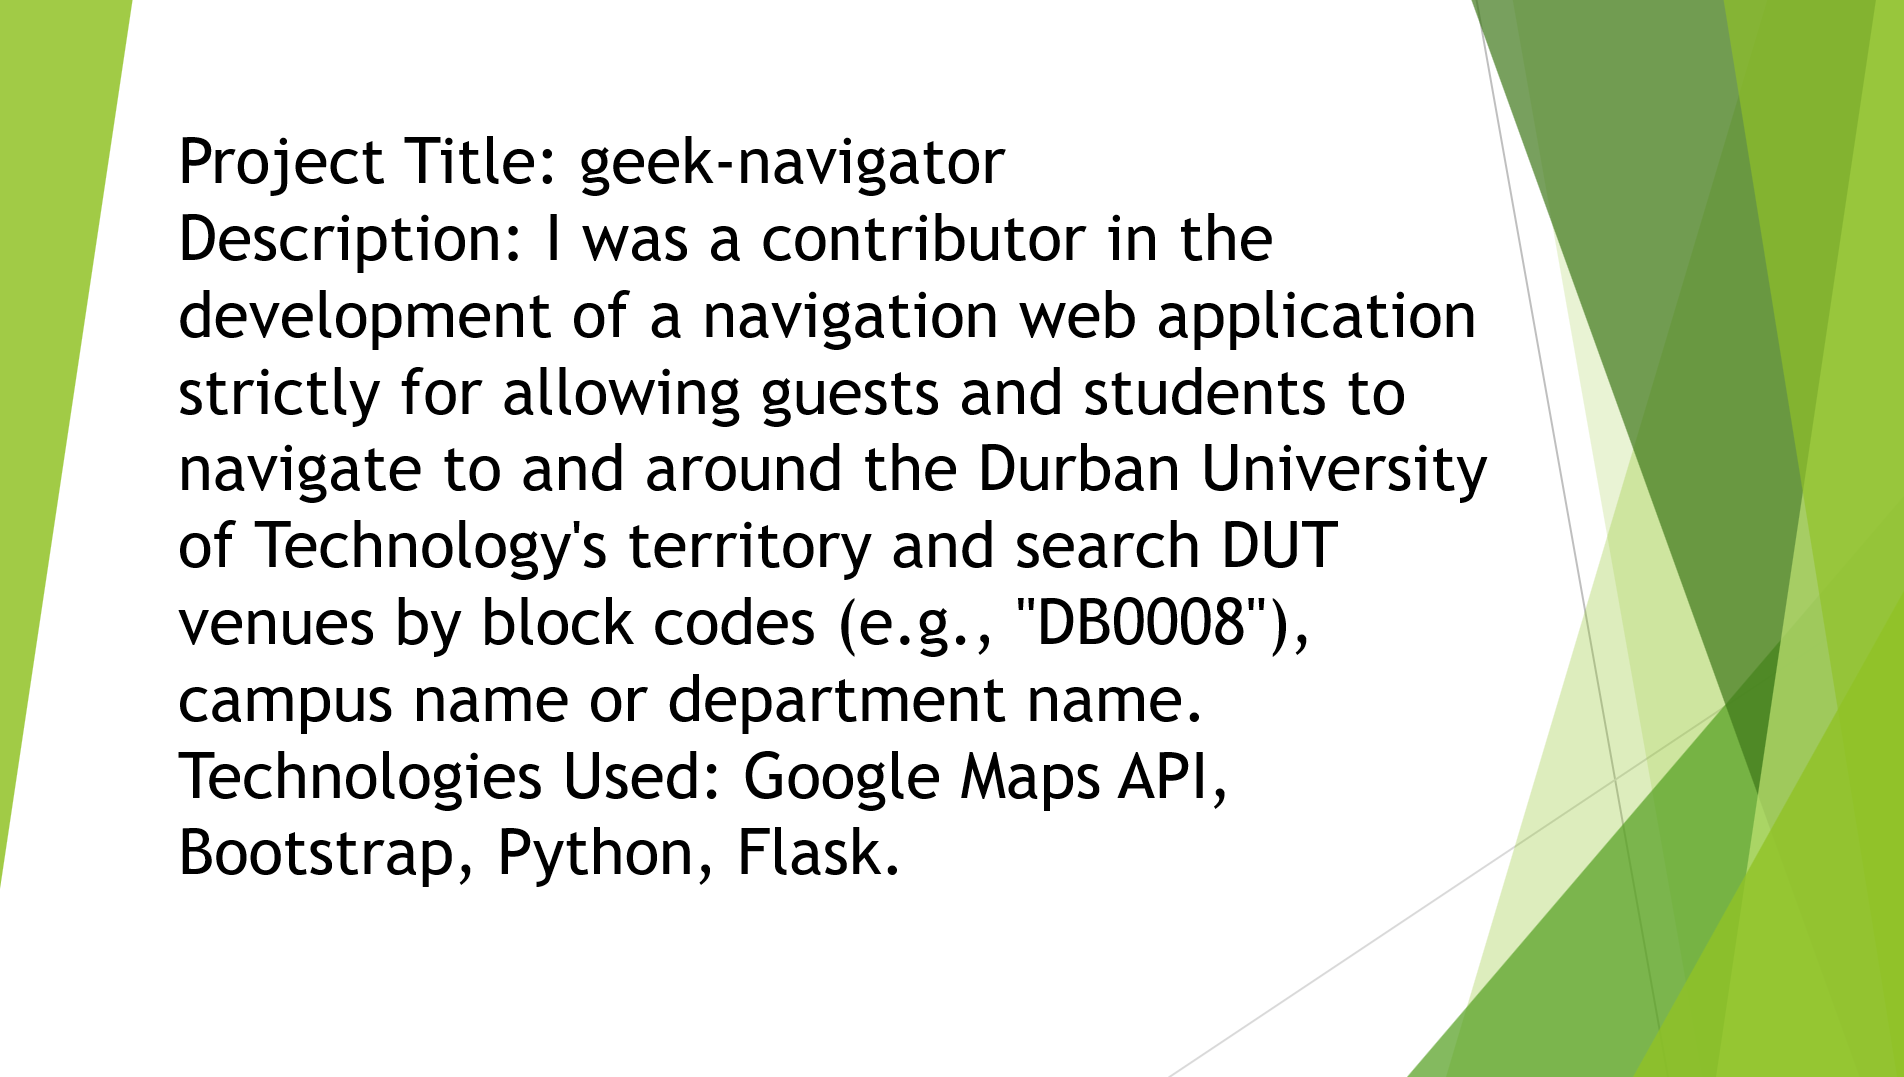 Project Title: geek-navigator
Description: I was a contributor in the
development of a navigation web application
strictly for allowing guests and students to
navigate to and around the Durban University
of Technology's territory and search DUT
venues by block codes (e.g., "DB0008"),
campus name or department name.
Technologies Used: Google Maps API,
Bootstrap, Python, Flask.